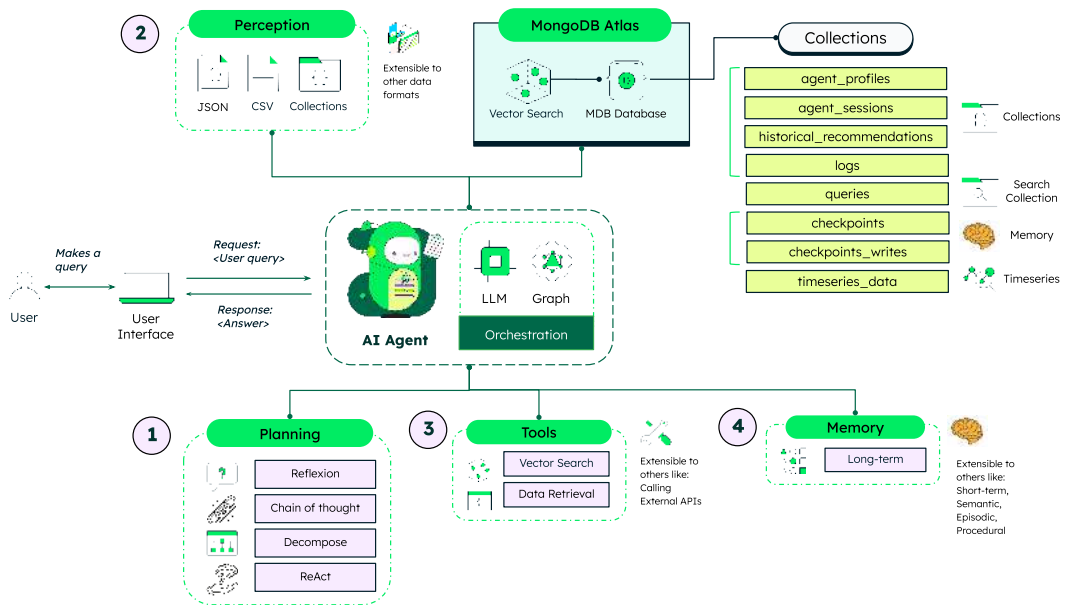 2
Perception
JSON
CSV
Collections
Extensible to
other data
formats
MongoDB Atlas
Vector Search
MDB Database
Collections
agent_profiles
agent_sessions
historical_recommendations
logs
queries
checkpoints
checkpoints_writes
timeseries_data
Collections
Search
Collection
Memory
Timeseries
User
Makes a
query
User
Interface
Request:
<User query>
Response:
<Answer>
AI Agent
LLM
Graph
Orchestration
1
Planning
Reflexion
Chain of thought
Decompose
ReAct
3
Tools
Vector Search
Data Retrieval
Extensible to
others like:
Calling
External APIs
4
Memory
Long-term
Extensible to
others like:
Short-term,
Semantic,
Episodic,
Procedural